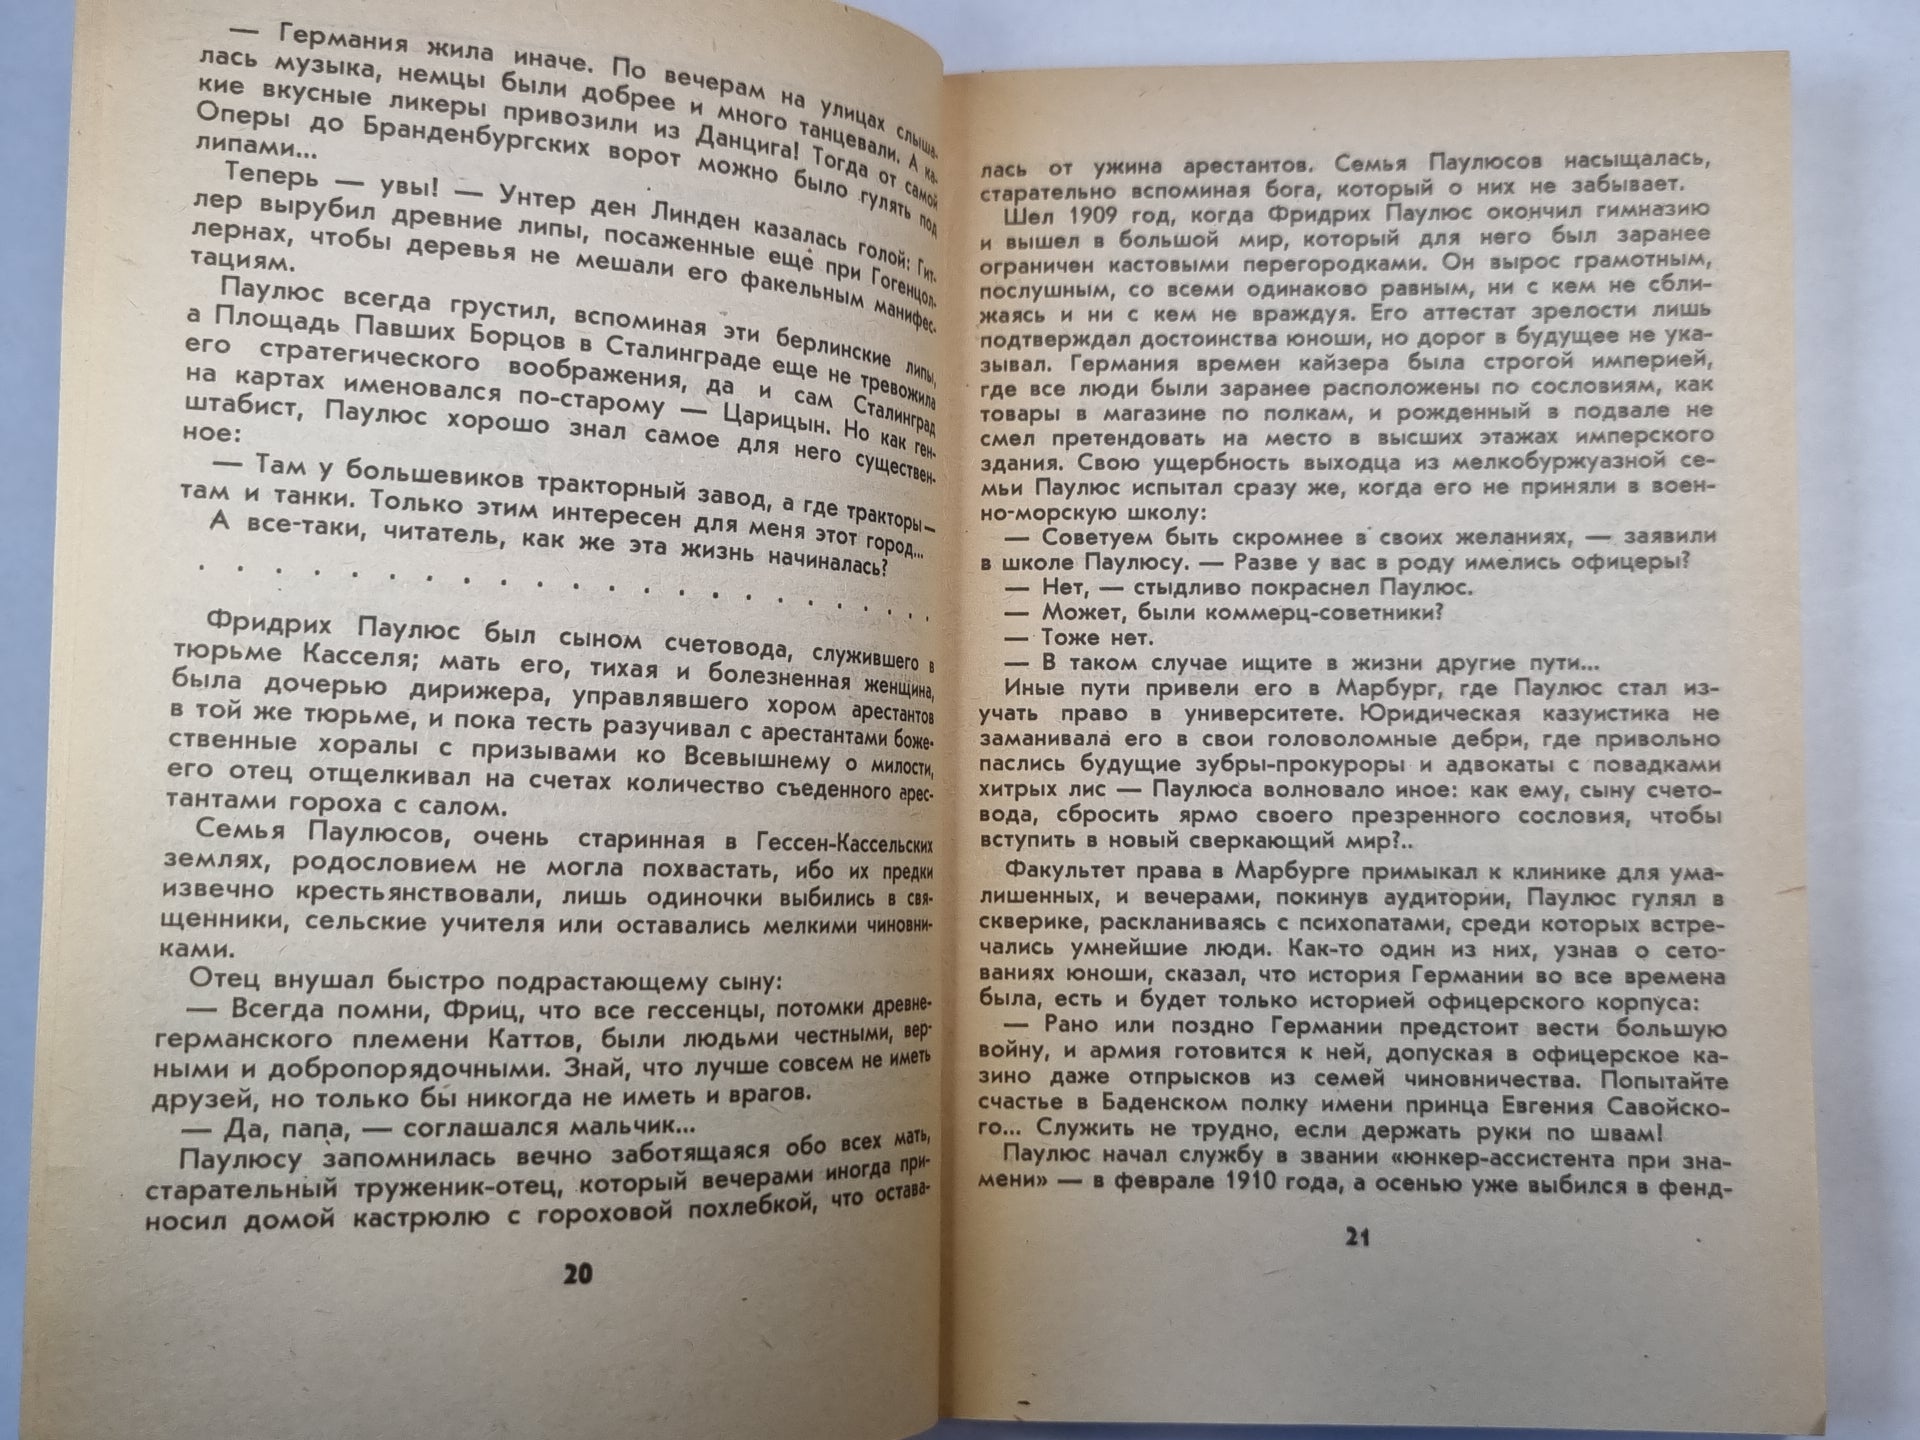 — Германия жила иначе. По вечерам на улицах слыша-
лась музыка, немцы были добрее и много танцевали. А ка-
кие вкусные ликеры привозили из Данцига! Тогда от самой
Оперы до Бранденбургских ворот можно было гулять под
липами...
Теперь — увы! — Унтер ден Линден казалась голой: Гит-
лер вырубил древние липы, посаженные ещё при Гогенцол-
лернах, чтобы деревья не мешали его факельным манифес-
тациям.
Паулюс всегда грустил, вспоминая эти берлинские липы,
а Площадь Павших Борцов в Сталинграде еще не тревожила
его стратегического воображения, да и сам Сталинград
на картах именовался по-старому — Царицын. Но как ген-
штабист, Паулюс хорошо знал самое для него существен-
ное:
— Там у большевиков тракторный завод, а где тракторы —
там и танки. Только этим интересен для меня этот город...
А все-таки, читатель, как же эта жизнь начиналась?
. . . . . . . . . . . . . . . . . . . .
Фридрих Паулюс был сыном счетовода, служившего в
тюрьме Касселя; мать его, тихая и болезненная женщина,
была дочерью дирижера, управлявшего хором арестантов
в той же тюрьме, и пока тесть разучивал с арестантами боже-
ственные хоралы с призывами ко Всевышнему о милости,
его отец отщелкивал на счетах количество съеденного арес-
тантами гороха с салом.
Семья Паулюсов, очень старинная в Гессен-Кассельских
землях, родословием не могла похвастать, ибо их предки
извечно крестьянствовали, лишь одиночки выбились в свя-
щенники, сельские учителя или оставались мелкими чиновни-
ками.
Отец внушал быстро подрастающему сыну:
— Всегда помни, Фриц, что все гессенцы, потомки древне-
германского племени Каттов, были людьми честными, вер-
ными и добропорядочными. Знай, что лучше совсем не иметь
друзей, но только бы никогда не иметь и врагов.
— Да, папа, — соглашался мальчик...
Паулюсу запомнилась вечно заботящаяся обо всех мать,
старательный труженик-отец, который вечерами иногда при-
носил домой кастрюлю с гороховой похлебкой, что остава-
20
лась от ужина арестантов. Семья Паулюсов насыщалась,
старательно вспоминая бога, который о них не забывает.
Шел 1909 год, когда Фридрих Паулюс окончил гимназию
и вышел в большой мир, который для него был заранее
ограничен кастовыми перегородками. Он вырос грамотным,
послушным, со всеми одинаково равным, ни с кем не сбли-
жаясь и ни с кем не враждуя. Его аттестат зрелости лишь
подтверждал достоинства юноши, но дорог в будущее не ука-
зывал. Германия времен кайзера была строгой империей,
где все люди были заранее расположены по сословиям, как
товары в магазине по полкам, и рожденный в подвале не
смел претендовать на место в высших этажах имперского
здания. Свою ущербность выходца из мелкобуржуазной се-
мьи Паулюс испытал сразу же, когда его не приняли в воен-
но-морскую школу:
— Советуем быть скромнее в своих желаниях, — заявили
в школе Паулюсу. — Разве у вас в роду имелись офицеры?
— Нет, — стыдливо покраснел Паулюс.
— Может, были коммерц-советники?
— Тоже нет.
— В таком случае ищите в жизни другие пути...
Иные пути привели его в Марбург, где Паулюс стал из-
учать право в университете. Юридическая казуистика не
заманивала его в свои головоломные дебри, где привольно
паслись будущие зубры-прокуроры и адвокаты с повадками
хитрых лис — Паулюса волновало иное: как ему, сыну счето-
вода, сбросить ярмо своего презренного сословия, чтобы
вступить в новый сверкающий мир?..
Факультет права в Марбурге примыкал к клинике для ума-
лишенных, и вечерами, покинув аудитории, Паулюс гулял в
скверике, раскланиваясь с психопатами, среди которых встре-
чались умнейшие люди. Как-то один из них, узнав о сето-
ваниях юноши, сказал, что история Германии во все времена
была, есть и будет только историей офицерского корпуса:
— Рано или поздно Германии предстоит вести большую
войну, и армия готовится к ней, допуская в офицерское ка-
зино даже отпрысков из семей чиновничества. Попытайте
счастье в Баденском полку имени принца Евгения Савойско-
го... Служить не трудно, если держать руки по швам!
Паулюс начал службу в звании «юнкер-ассистента при зна-
мени» — в феврале 1910 года, а осенью уже выбился в фенд-
21